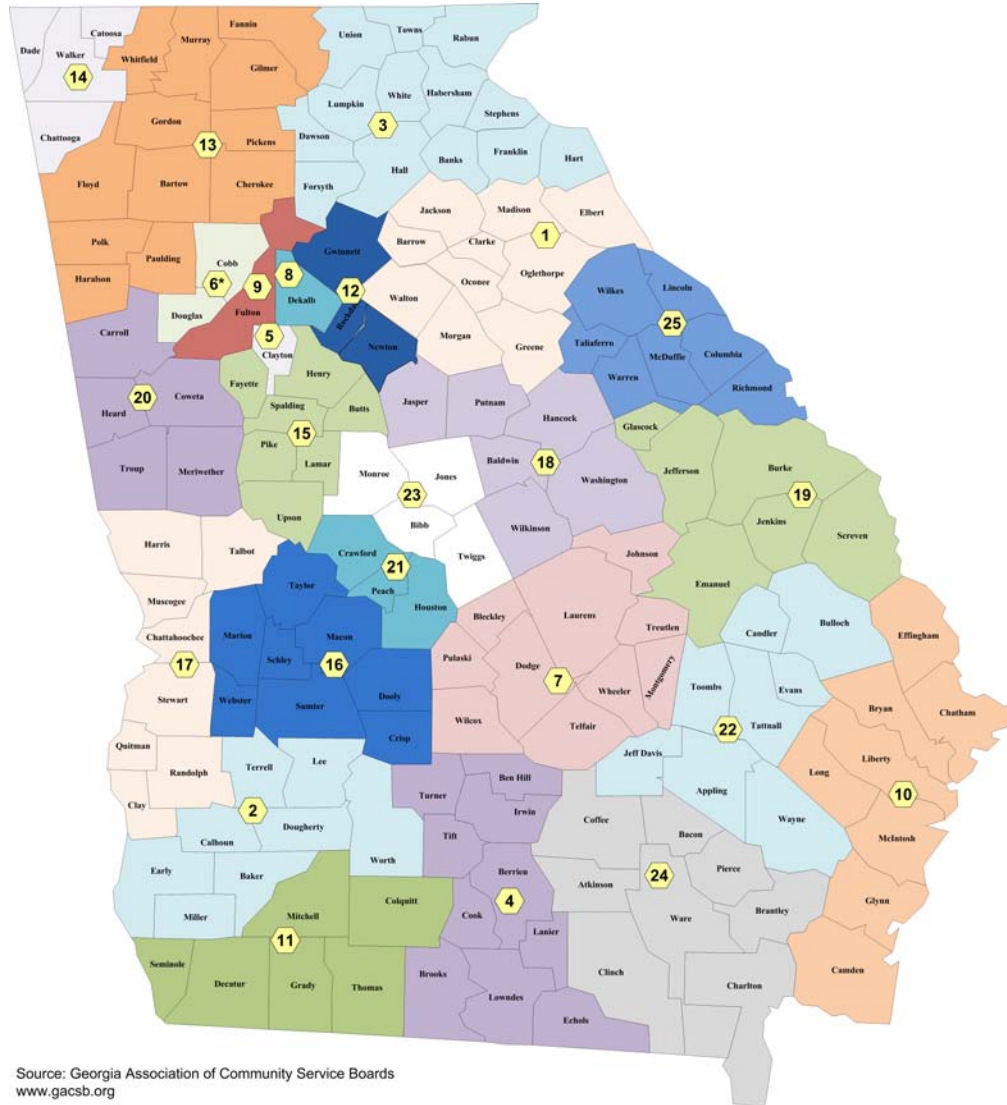 Fannin
Towns
Rabun
Union
Murray
Catoosa
Dade
Walker
Whitfield
Gilmer
14
White
Habersham
Lumpkin
Stephens
Chattooga
Gordon
3
Dawson
Pickens
13
Franklin
Hart
Banks
Hall
Floyd
Bartow
Cherokee
Forsyth
Jackson
Madison
Elbert
1
Polk
Barrow
Clarke
Gwinnett
Paulding
Cobb
Oglethorpe
Haralson
6*
9
8
12
Oconee
Dekalb
Wilkes
Lincoln
Walton
Douglas
Fulton
Rockdale
25
Carroll
5
Morgan
Newton
Greene
Taliaferro
McDuffie
Columbia
Clayton
Henry
Fayette
Warren
Richmond
20
Coweta
Spalding
Butts
Jasper
Putnam
Heard
Hancock
Glascock
15
Pike
Lamar
Baldwin
18
Jefferson
Burke
Troup
Meriwether
Monroe
Jones
Washington
19
23
Upson
Bibb
Wilkinson
Jenkins
Screven
Harris
Talbot
Crawford
21
Twiggs
Johnson
Taylor
Peach
Emanuel
Muscogee
Houston
Bleckley
Laurens
Treutlen
Candler
Bulloch
Effingham
Chattahoochee
Marion
Macon
17
Schley
16
Pulaski
Dodge
7
Montgomery
Stewart
Webster
Sumter
Dooly
Wheeler
Toombs
Evans
Bryan
Chatham
Wilcox
Telfair
Tattnall
22
Quitman
Crisp
Jeff Davis
Liberty
Randolph
Terrell
Lee
Long
Ben Hill
Turner
Appling
10
Clay
2
Irwin
Dougherty
Coffee
Wayne
Calhoun
Tift
Bacon
McIntosh
Worth
Early
Baker
Berrien
24
Pierce
Atkinson
Colquitt
4
Glynn
Miller
Mitchell
Cook
Brantley
Ware
Lanier
11
Seminole
Clinch
Camden
Decatur
Grady
Thomas
Brooks
Charlton
Lowndes
Echols
Source: Georgia Association of Community Service Boards
www.gacsb.org